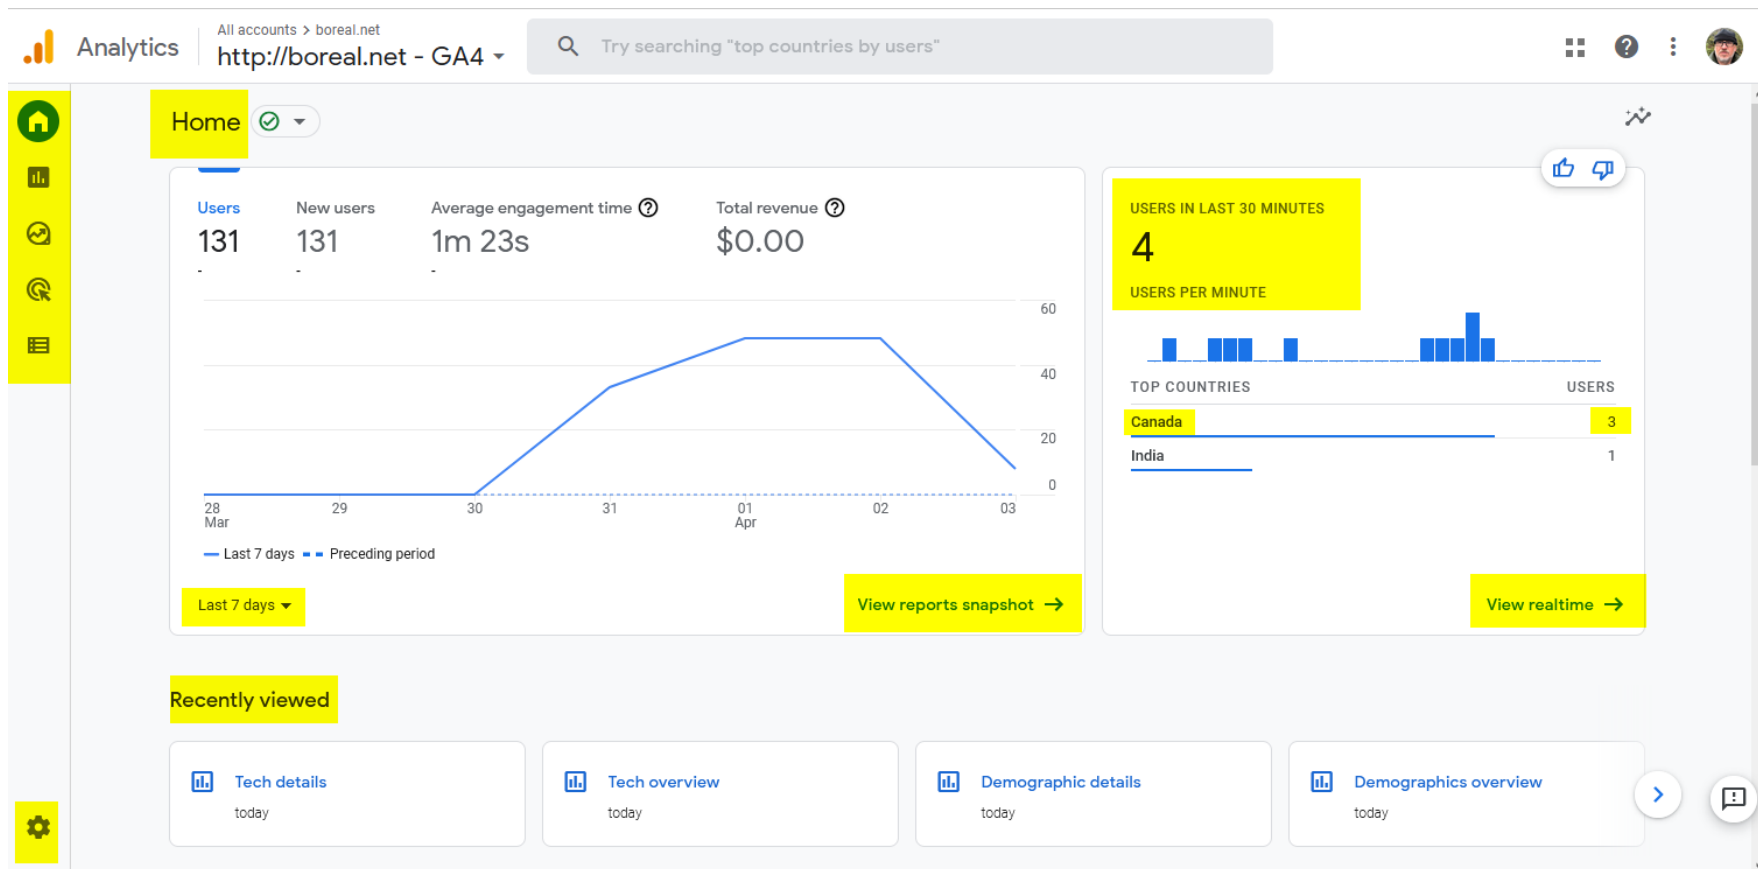 Analytics
All accounts > boreal.net
http://boreal.net - GA4
Try searching "top countries by users"
Home
Users
131
-
New users
131
-
Average engagement time
1m 23s
-
Total revenue
$0.00
60
40
20
0
28 Mar
29
30
31
01 Apr
02
03
Last 7 days
Preceding period
Last 7 days
View reports snapshot
USERS IN LAST 30 MINUTES
4
USERS PER MINUTE
TOP COUNTRIES USERS
Canada 3
India 1
View realtime
Recently viewed
Tech details
today
Tech overview
today
Demographic details
today
Demographics overview
today